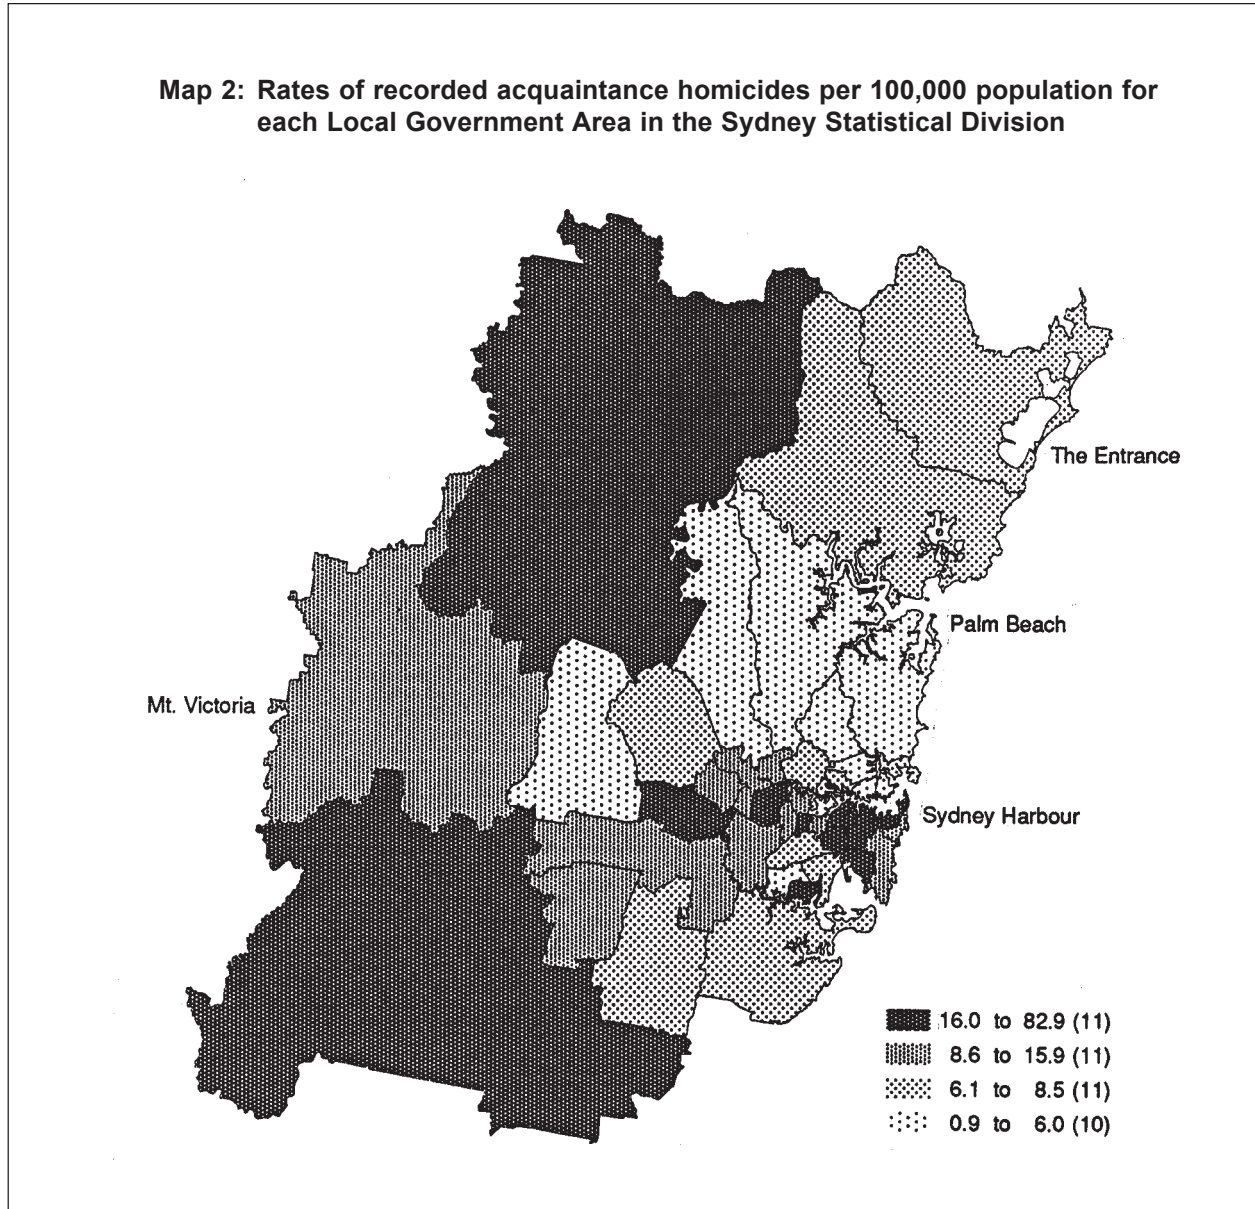 Map 2: Rates of recorded acquaintance homicides per 100,000 population for
each Local Government Area in the Sydney Statistical Division
The Entrance
Palm Beach
Mt. Victoria
Sydney Harbour
16.0 to 82.9 (11)
8.6 to 15.9 (11)
6.1 to 8.5 (11)
0.9 to 6.0 (10)